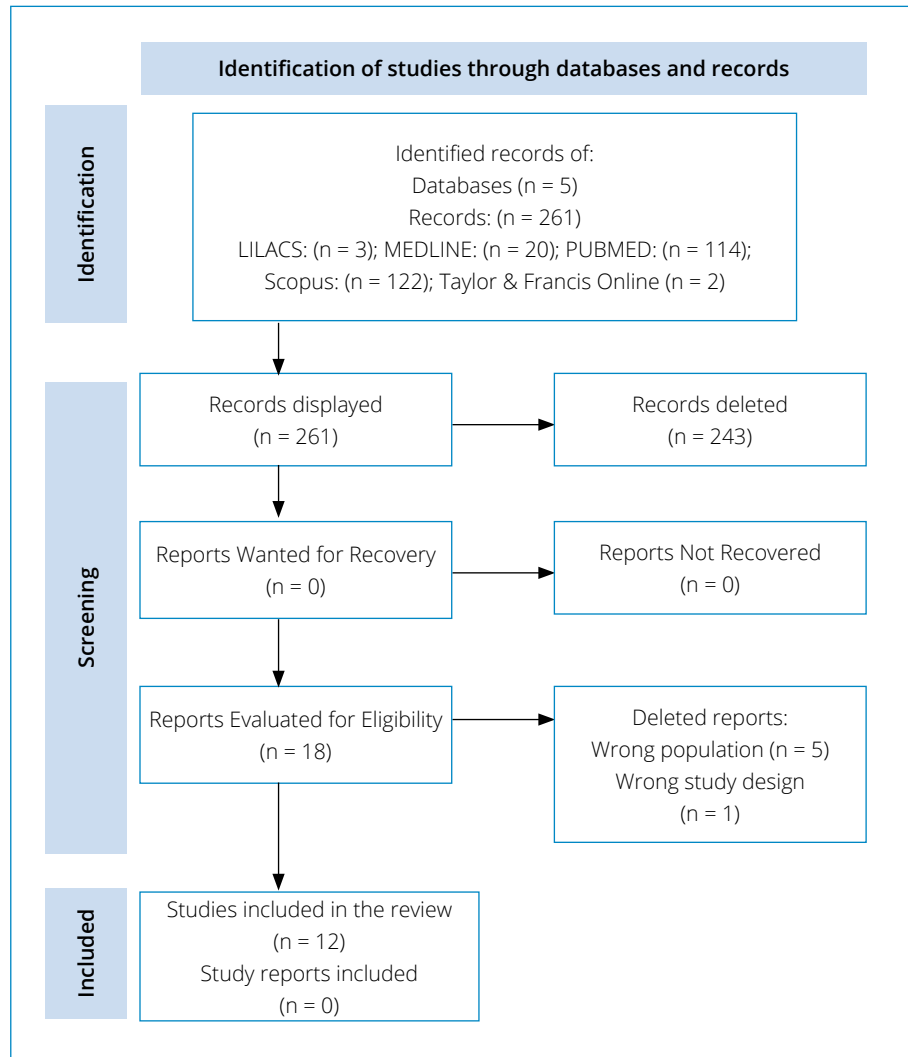 Identification of studies through databases and records
Identification
Identified records of:
Databases (n = 5)
Records: (n = 261)
LILACS: (n = 3); MEDLINE: (n = 20); PUBMED: (n = 114);
Scopus: (n = 122); Taylor & Francis Online (n = 2)
Screening
Records displayed
(n = 261)
Records deleted
(n = 243)
Reports Wanted for Recovery
(n = 0)
Reports Not Recovered
(n = 0)
Reports Evaluated for Eligibility
(n = 18)
Deleted reports:
Wrong population (n = 5)
Wrong study design
(n = 1)
Included
Studies included in the review
(n = 12)
Study reports included
(n = 0)